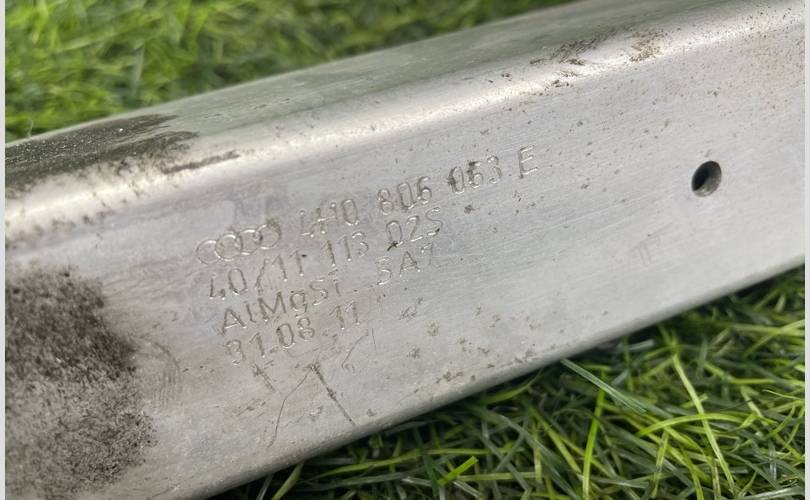 4H0 805 063 E
40/11 113 02S
AlMgSi SA7
31.08.11